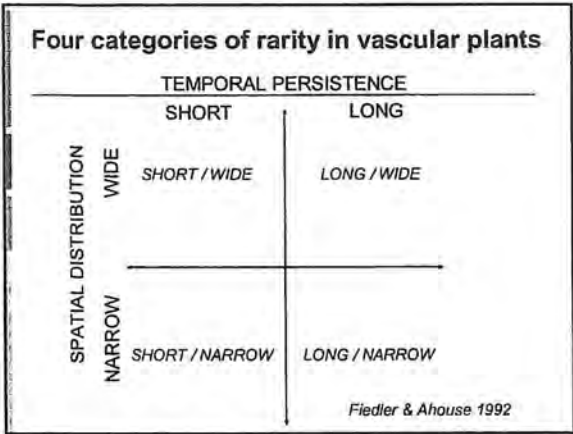 Four categories of rarity in vascular plants
TEMPORAL PERSISTENCE
SHORT LONG
SPATIAL DISTRIBUTION
WIDE
SHORT / WIDE LONG / WIDE
NARROW
SHORT / NARROW LONG / NARROW
Fiedler & Ahouse 1992